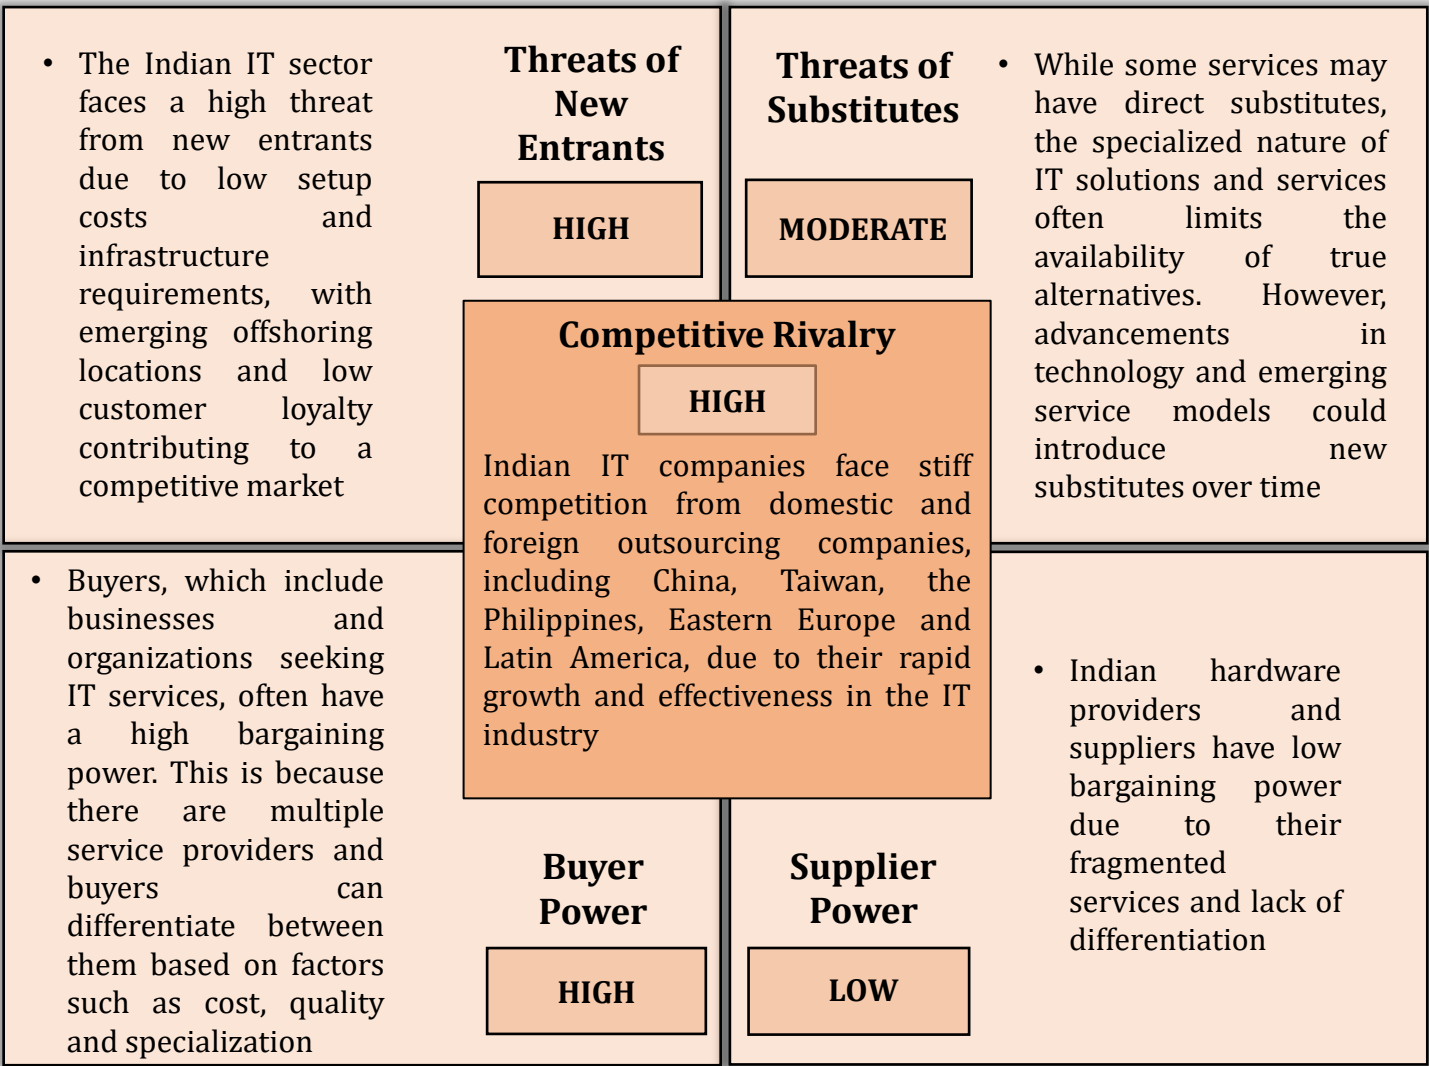 • The Indian IT sector
faces a high threat
from new entrants
due to low setup
costs and
infrastructure
requirements, with
emerging offshoring
locations and low
customer loyalty
contributing to a
competitive market
Threats of
New
Entrants
HIGH
Threats of
Substitutes
MODERATE
• While some services may
have direct substitutes,
the specialized nature of
IT solutions and services
often limits the
availability of true
alternatives. However,
advancements in
technology and emerging
service models could
introduce new
substitutes over time
Competitive Rivalry
HIGH
Indian IT companies face stiff
competition from domestic and
foreign outsourcing companies,
including China, Taiwan, the
Philippines, Eastern Europe and
Latin America, due to their rapid
growth and effectiveness in the IT
industry
• Buyers, which include
businesses and
organizations seeking
IT services, often have
a high bargaining
power. This is because
there are multiple
service providers and
buyers can
differentiate between
them based on factors
such as cost, quality
and specialization
Buyer
Power
HIGH
Supplier
Power
LOW
• Indian hardware
providers and
suppliers have low
bargaining power
due to their
fragmented
services and lack of
differentiation